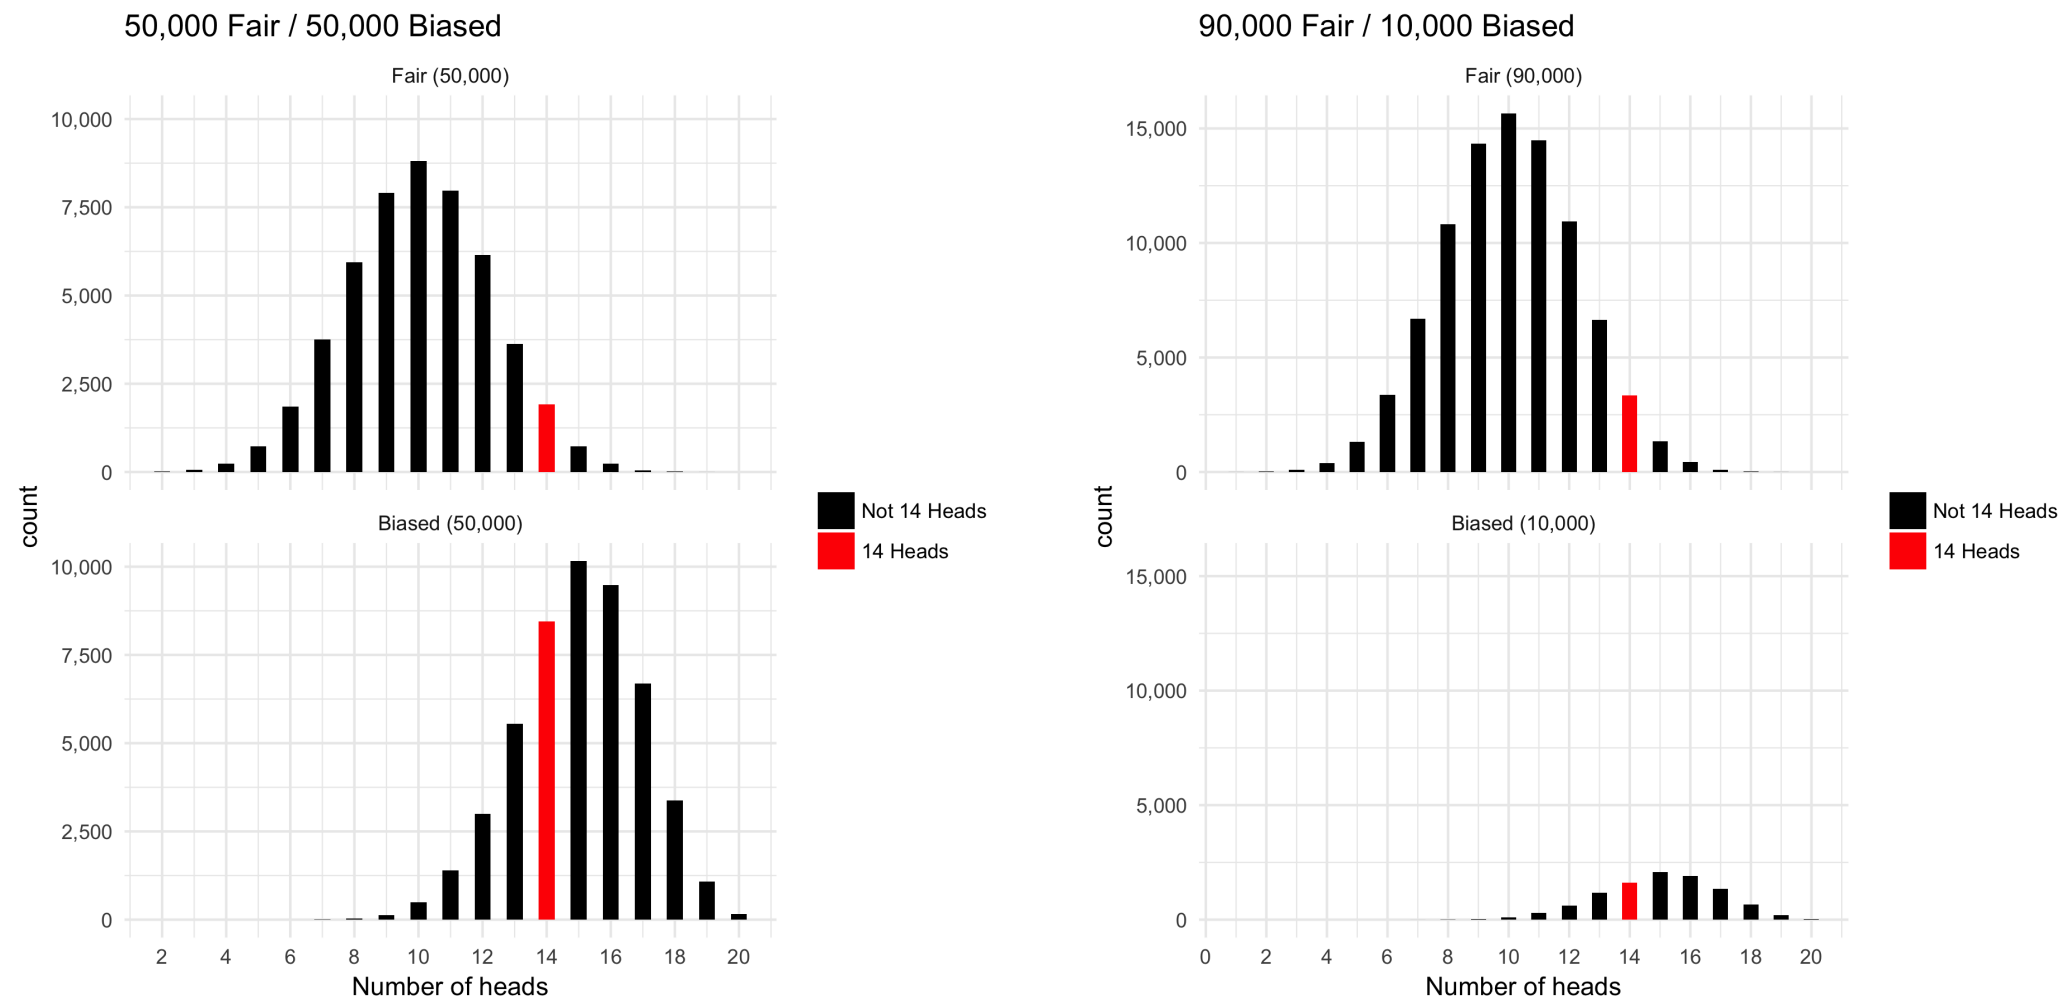 50,000 Fair / 50,000 Biased
Fair (50,000)
10,000
7,500
5,000
2,500
0
count
Biased (50,000)
10,000
7,500
5,000
2,500
0
2 4 6 8 10 12 14 16 18 20
Number of heads
Not 14 Heads
14 Heads
90,000 Fair / 10,000 Biased
Fair (90,000)
15,000
10,000
5,000
0
count
Biased (10,000)
15,000
10,000
5,000
0
0 2 4 6 8 10 12 14 16 18 20
Number of heads
Not 14 Heads
14 Heads